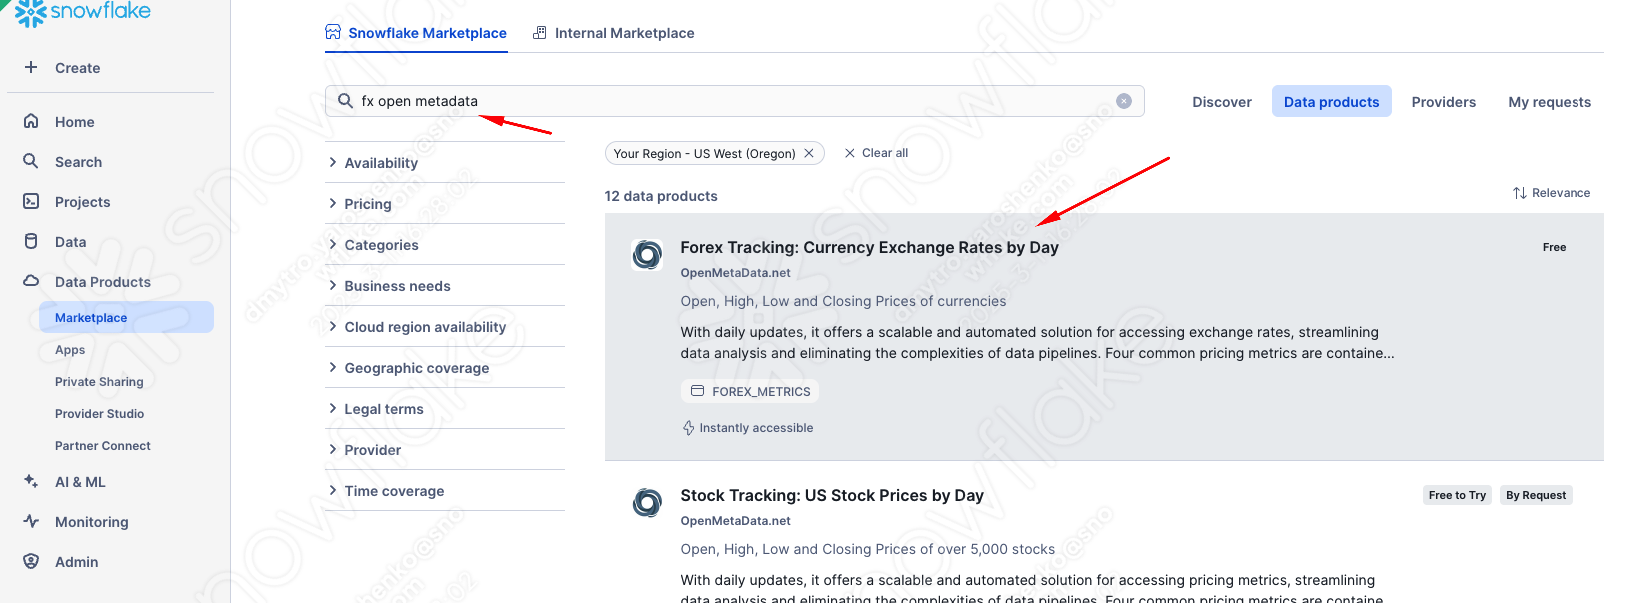 snowflake
Create
Home
Search
Projects
Data
Data Products
Marketplace
Apps
Private Sharing
Provider Studio
Partner Connect
AI & ML
Monitoring
Admin
Snowflake Marketplace
Internal Marketplace
fx open metadata
Discover
Data products
Providers
My requests
Availability
Pricing
Categories
Business needs
Cloud region availability
Geographic coverage
Legal terms
Provider
Time coverage
Your Region - US West (Oregon)
Clear all
12 data products
Relevance
Forex Tracking: Currency Exchange Rates by Day
Free
OpenMetaData.net
Open, High, Low and Closing Prices of currencies
With daily updates, it offers a scalable and automated solution for accessing exchange rates, streamlining
data analysis and eliminating the complexities of data pipelines. Four common pricing metrics are containe...
FOREX_METRICS
Instantly accessible
Stock Tracking: US Stock Prices by Day
Free to Try
By Request
OpenMetaData.net
Open, High, Low and Closing Prices of over 5,000 stocks
With daily updates, it offers a scalable and automated solution for accessing pricing metrics, streamlining
data analysis and eliminating the complexities of data pipelines. Four common pricing metrics are containe